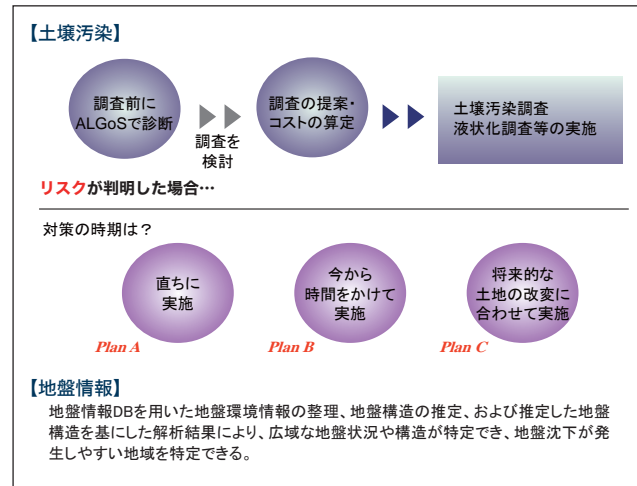 【土壌汚染】
調査前に
ALGoSで診断
調査を
検討
調査の提案・
コストの算定
土壌汚染調査
液状化調査等の実施
リスクが判明した場合…
対策の時期は？
直ちに
実施
Plan A
今から
時間をかけて
実施
Plan B
将来的な
土地の改変に
合わせて実施
Plan C
【地盤情報】
地盤情報DBを用いた地盤環境情報の整理、地盤構造の推定、および推定した地盤
構造を基にした解析結果により、広域な地盤状況や構造が特定でき、地盤沈下が発
生しやすい地域を特定できる。